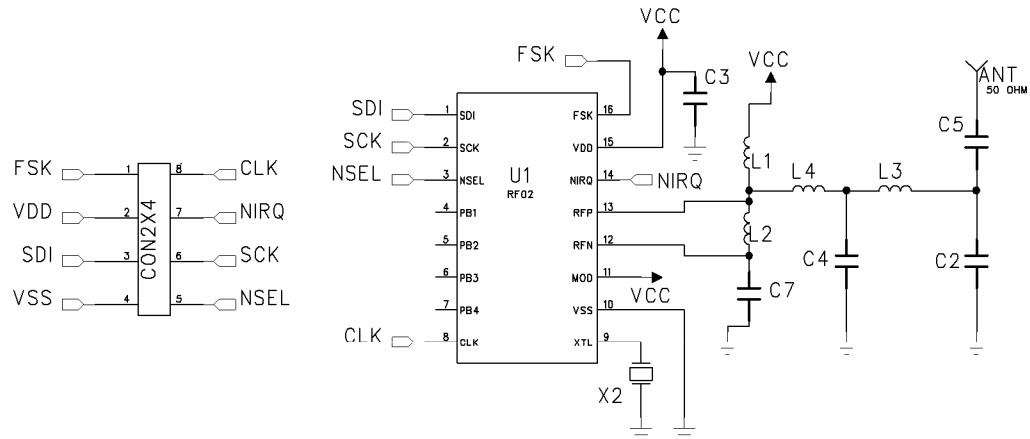 FSK 1
VDD 2
SDI 3
VSS 4
CON2X4
8 CLK
7 NIRQ
6 SCK
5 NSEL
SDI 1 SDI
SCK 2 SCK
NSEL 3 NSEL
4 PB1
5 PB2
6 PB3
7 PB4
CLK 8 CLK
U1
RF02
FSK
FSK 16
VDD 15
NIRQ 14 NIRQ
RFP 13
RFN 12
MOD 11
VCC
VSS 10
XTL 9
X2
VCC
C3
VCC
L1
L2
C7
L4
C4
L3
C2
C5
ANT
50 OHM